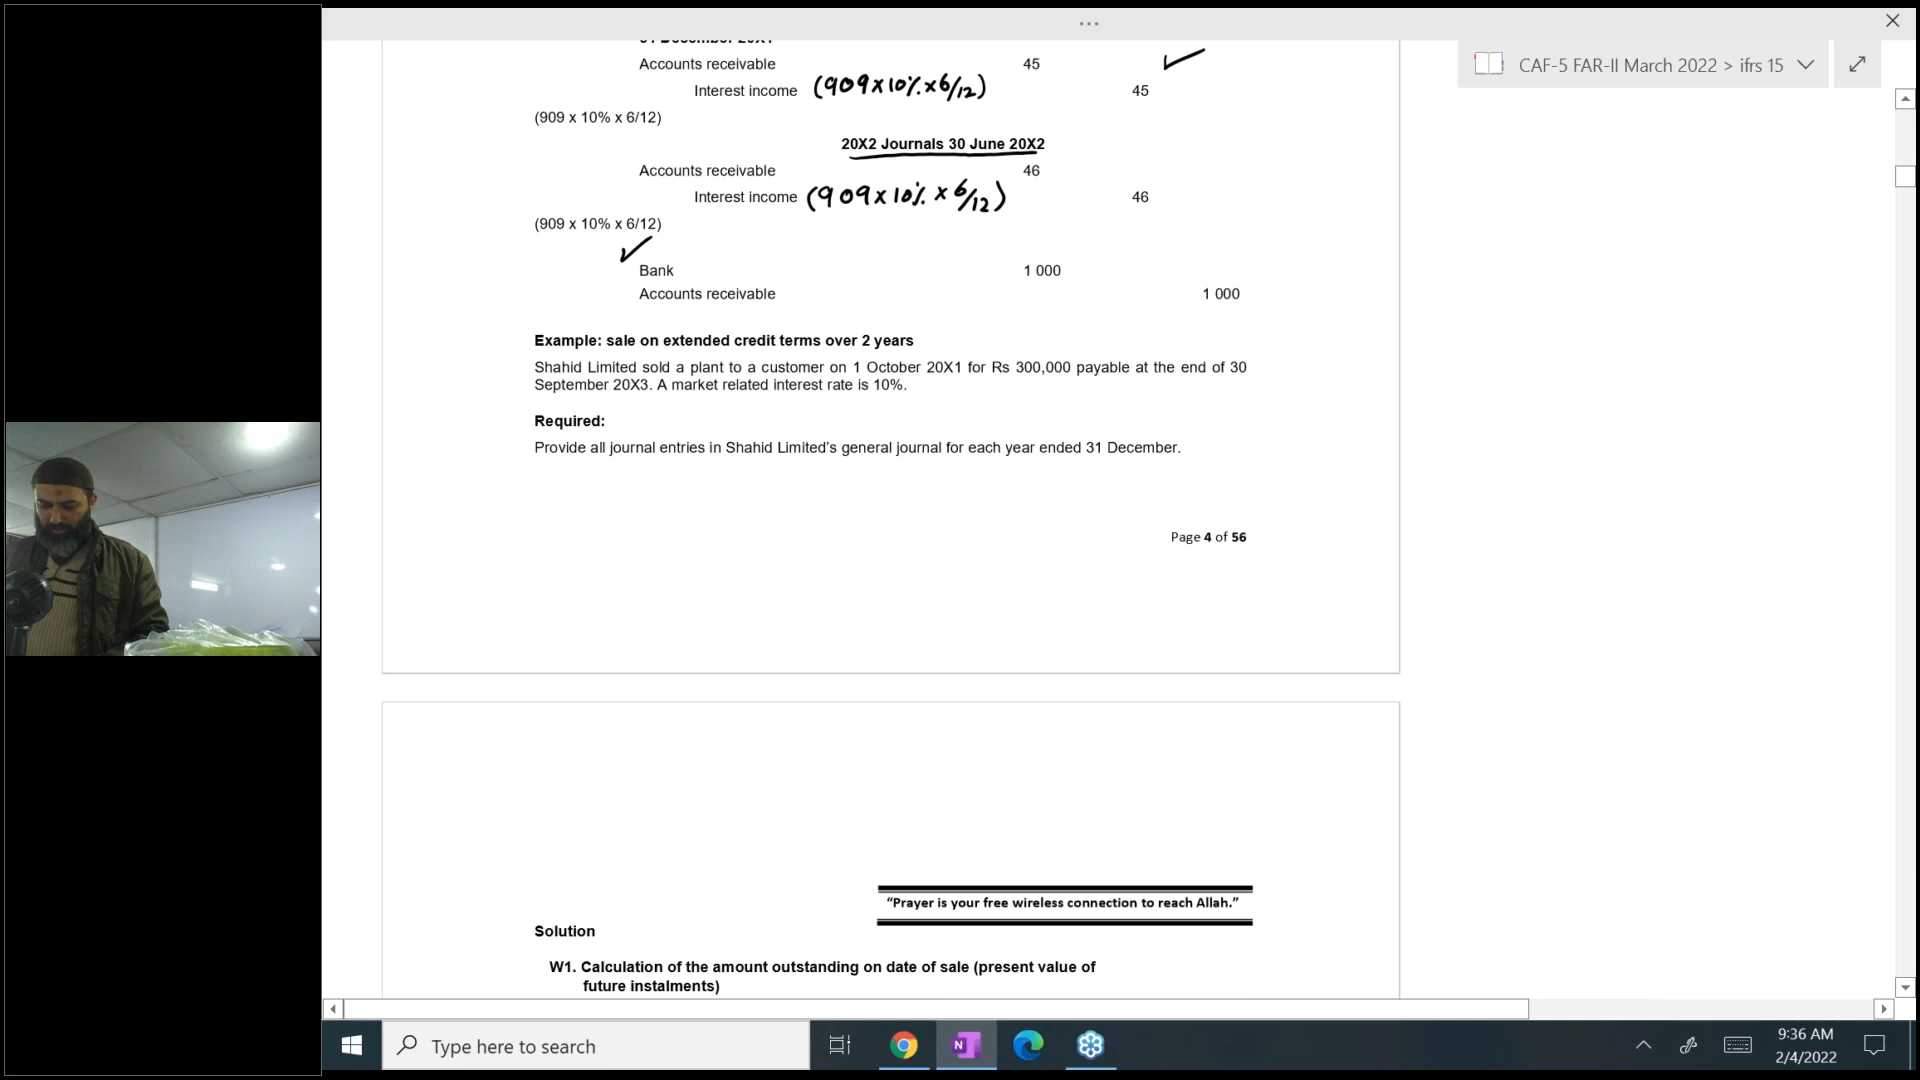 CAF-5 FAR-II March 2022 > ifrs 15
Accounts receivable 45
Interest income (909x10%x6/12) 45
(909 x 10% x 6/12)
20X2 Journals 30 June 20X2
Accounts receivable 46
Interest income (909x10%x6/12) 46
(909 x 10% x 6/12)
Bank 1 000
Accounts receivable 1 000
Example: sale on extended credit terms over 2 years
Shahid Limited sold a plant to a customer on 1 October 20X1 for Rs 300,000 payable at the end of 30
September 20X3. A market related interest rate is 10%.
Required:
Provide all journal entries in Shahid Limited’s general journal for each year ended 31 December.
Page 4 of 56
“Prayer is your free wireless connection to reach Allah.”
Solution
W1. Calculation of the amount outstanding on date of sale (present value of
future instalments)
Type here to search
N
9:36 AM
2/4/2022